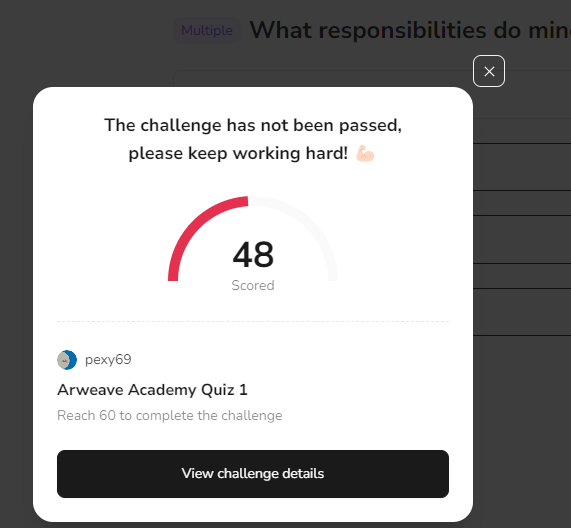 Multiple What responsibilities do
The challenge has not been passed,
please keep working hard! 💪🏻
48
Scored
pexy69
Arweave Academy Quiz 1
Reach 60 to complete the challenge
View challenge details